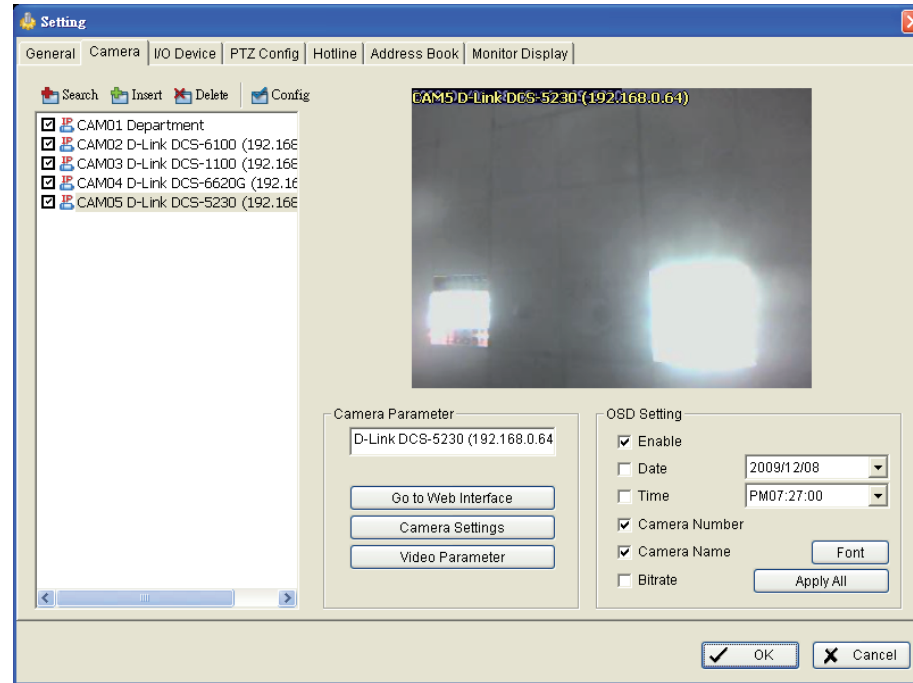 Setting
General Camera I/O Device PTZ Config Hotline Address Book Monitor Display
Search Insert Delete Config
CAM01 Department
CAM02 D-Link DCS-6100 (192.168
CAM03 D-Link DCS-1100 (192.168
CAM04 D-Link DCS-6620G (192.16
CAM05 D-Link DCS-5230 (192.168
CAM5 D-Link DCS-5230 (192.168.0.64)
Camera Parameter
D-Link DCS-5230 (192.168.0.64
Go to Web Interface
Camera Settings
Video Parameter
OSD Setting
Enable
Date 2009/12/08
Time PM07:27:00
Camera Number
Camera Name Font
Bitrate Apply All
OK Cancel